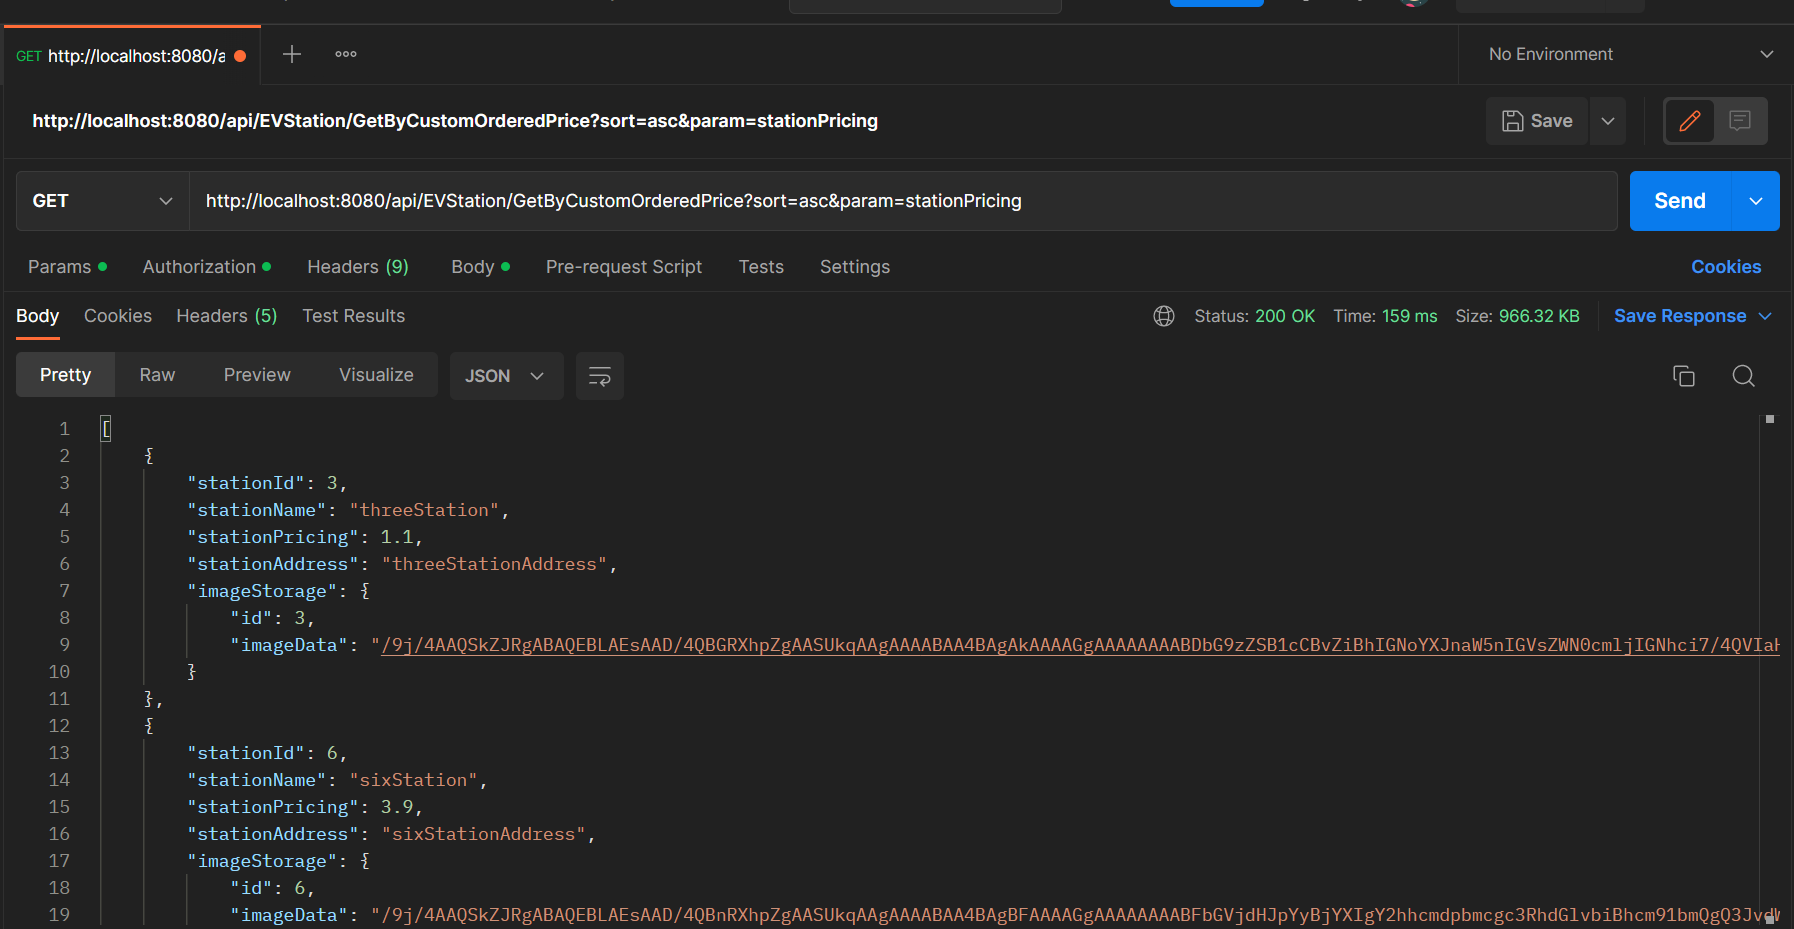 GET http://localhost:8080/a
No Environment
http://localhost:8080/api/EVStation/GetByCustomOrderedPrice?sort=asc&param=stationPricing
Save
GET http://localhost:8080/api/EVStation/GetByCustomOrderedPrice?sort=asc&param=stationPricing Send
Params Authorization Headers (9) Body Pre-request Script Tests Settings Cookies
Body Cookies Headers (5) Test Results Status: 200 OK Time: 159 ms Size: 966.32 KB Save Response
Pretty Raw Preview Visualize JSON
1 [
2 {
3 "stationId": 3,
4 "stationName": "threeStation",
5 "stationPricing": 1.1,
6 "stationAddress": "threeStationAddress",
7 "imageStorage": {
8 "id": 3,
9 "imageData": "/9j/4AAQSkZJRgABAQEBLAEsAAD/4QBGRXhpZgAASUkqAAgAAAABAA4BAgAkAAAAGgAAAAAAAABDbG9zZSB1cCBvZiBhIGNoYXJnaW5nIGVsZWN0cmljIGNhci7/4QVIaH
10 }
11 },
12 {
13 "stationId": 6,
14 "stationName": "sixStation",
15 "stationPricing": 3.9,
16 "stationAddress": "sixStationAddress",
17 "imageStorage": {
18 "id": 6,
19 "imageData": "/9j/4AAQSkZJRgABAQEBLAEsAAD/4QBnRXhpZgAASUkqAAgAAAABAA4BAgBFAAAAGgAAAAAAAABFbGVjdHJpYyBjYXIgY2hhcmdpbmcgc3RhdGlvbiBhcm91bmQgQ3JvdW